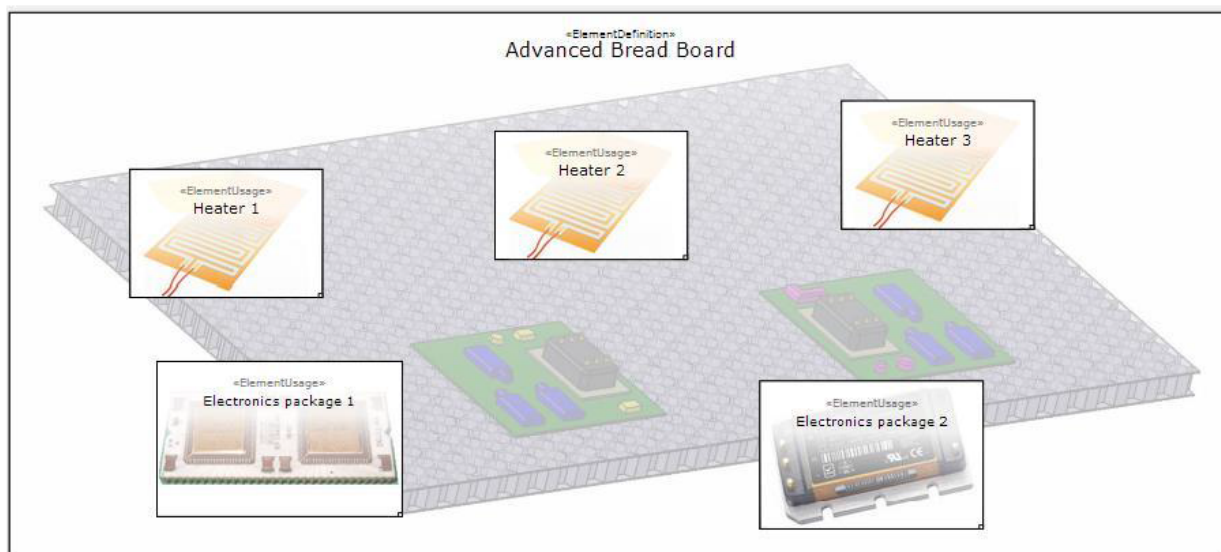 «ElementDefinition»
Advanced Bread Board
«ElementUsage»
Heater 1
«ElementUsage»
Heater 2
«ElementUsage»
Heater 3
«ElementUsage»
Electronics package 1
«ElementUsage»
Electronics package 2